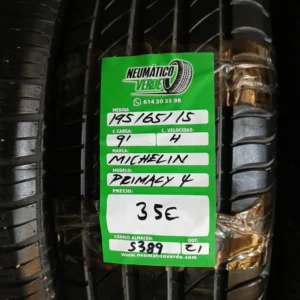 NEUMÁTICO
VERDE
614 20 35 98
MEDIDA
195/65/15
C. CARGA: C. VELOCIDAD:
91 H
MARCA:
MICHELIN
MODELO:
PRIMACY 4
PRECIO:
35€
CÓDIGO ALMACÉN: DOT:
S389 21
www.neumaticoverde.com